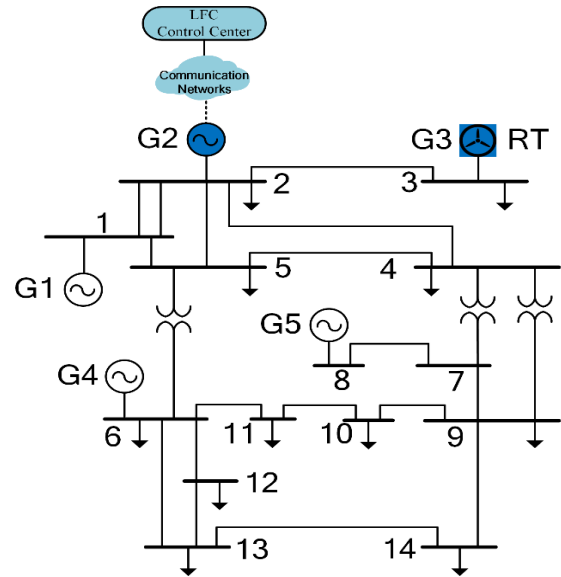 LFC
Control Center
Communication
Networks
G2
G3
RT
2
3
1
G1
5
4
G5
8
7
G4
6
11
10
9
12
13
14